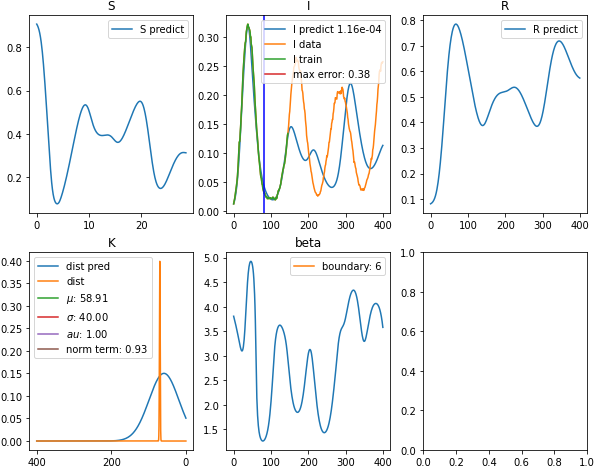 S
I
R
S predict
I predict 1.16e-04
I data
I train
max error: 0.38
R predict
0.8
0.6
0.4
0.2
0 10 20
0.30
0.25
0.20
0.15
0.10
0.05
0.00
0 100 200 300 400
0.8
0.7
0.6
0.5
0.4
0.3
0.2
0.1
0 100 200 300 400
K
beta
dist pred
dist
μ: 58.91
σ: 40.00
au: 1.00
norm term: 0.93
boundary: 6
0.40
0.35
0.30
0.25
0.20
0.15
0.10
0.05
0.00
400 200 0
5.0
4.5
4.0
3.5
3.0
2.5
2.0
1.5
0 100 200 300 400
1.0
0.8
0.6
0.4
0.2
0.0
0.0 0.2 0.4 0.6 0.8 1.0